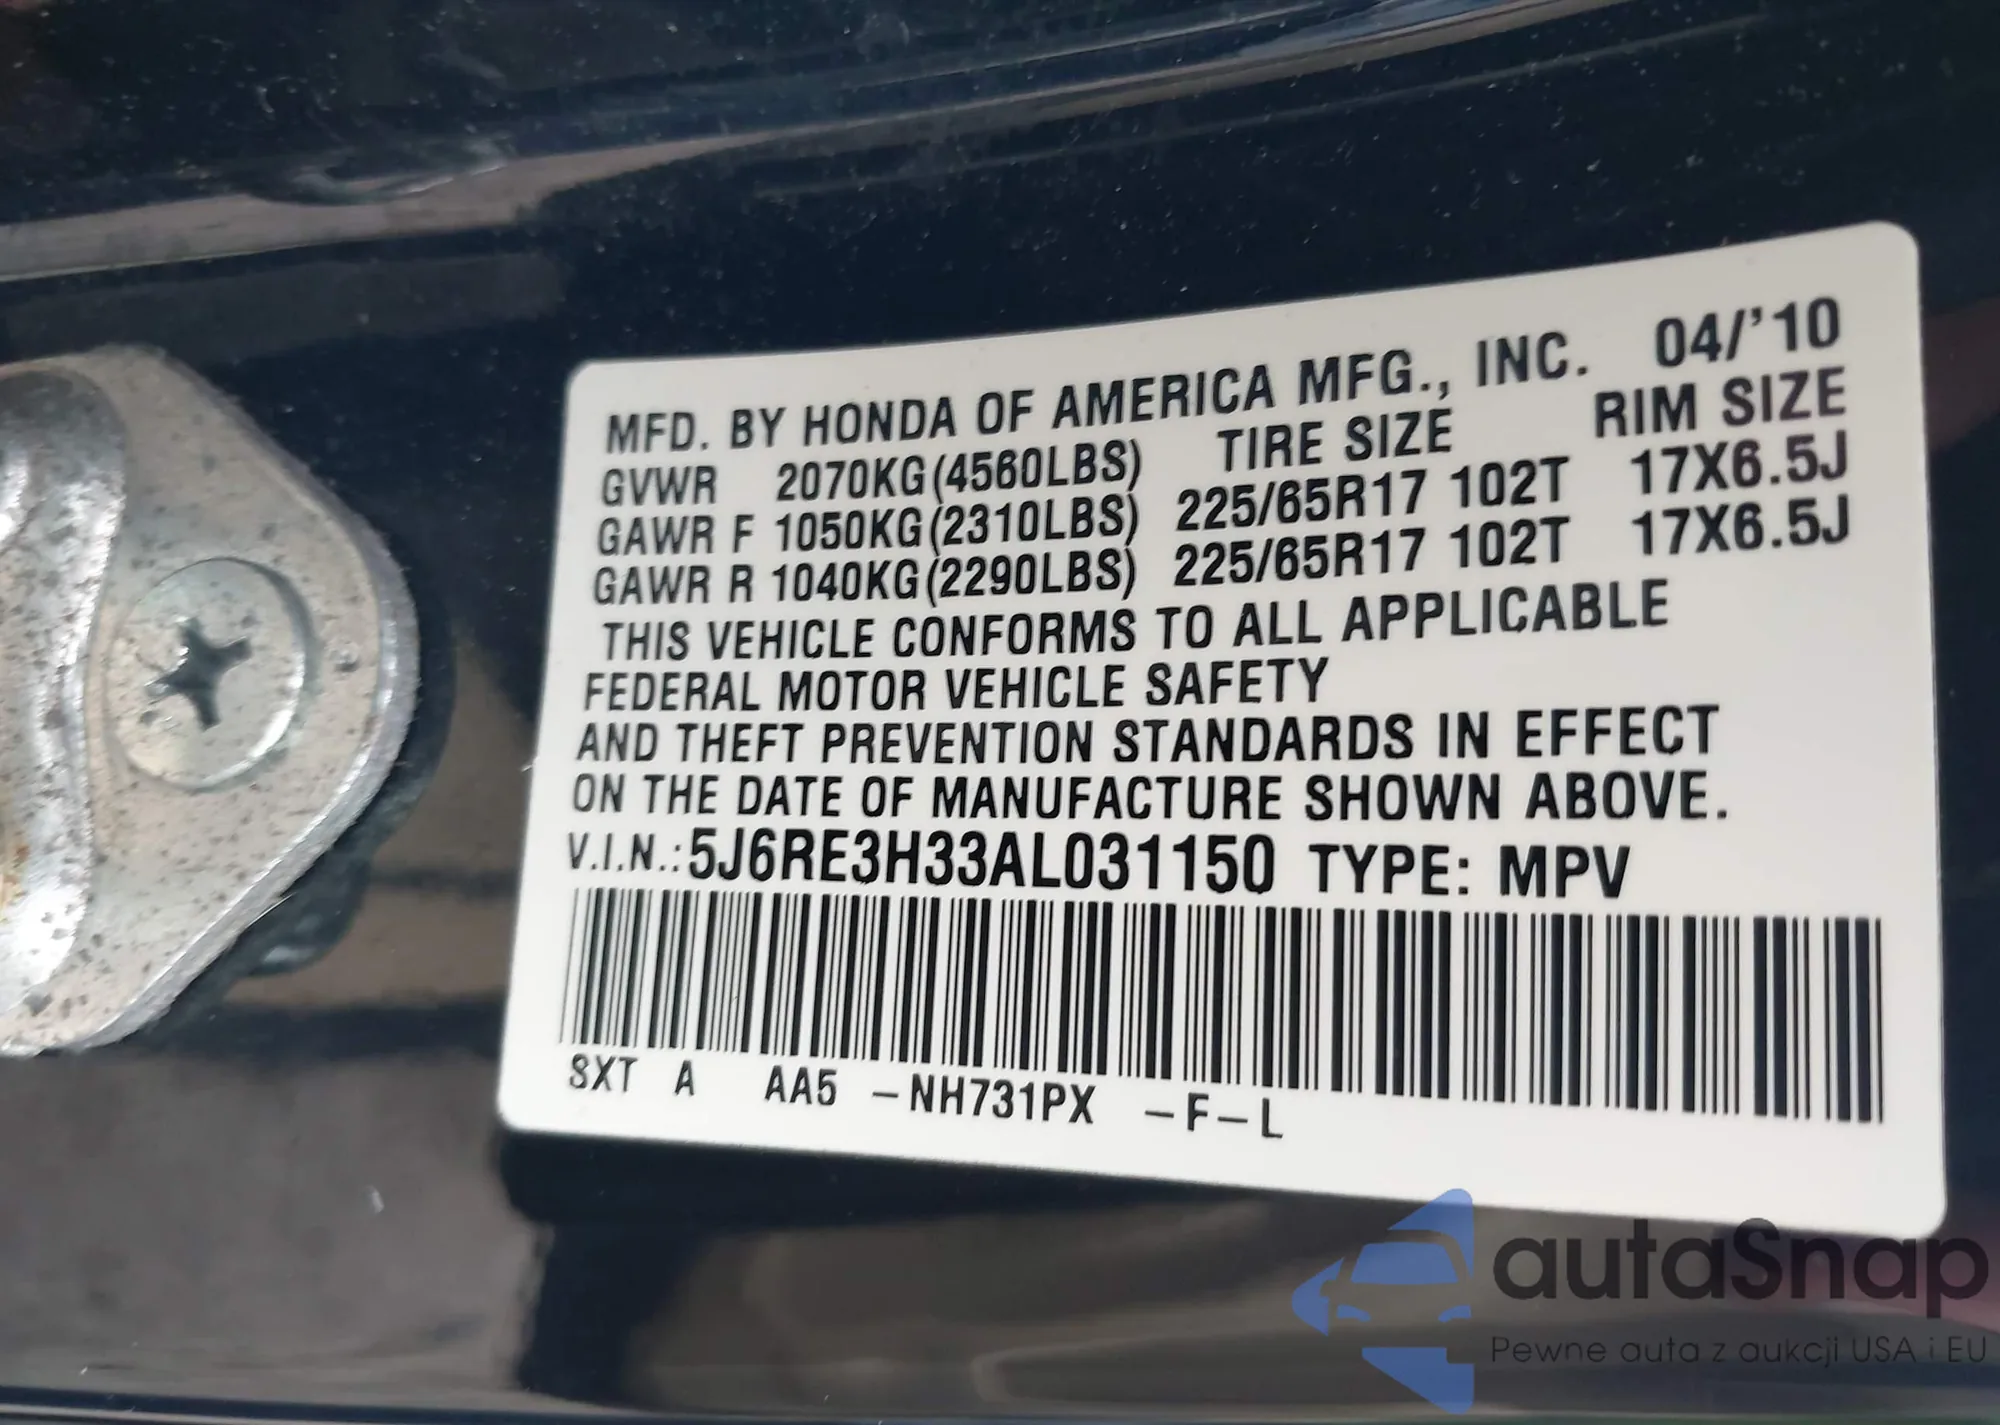 MFD. BY HONDA OF AMERICA MFG., INC. 04/'10
GVWR 2070KG(4560LBS) TIRE SIZE RIM SIZE
GAWR F 1050KG(2310LBS) 225/65R17 102T 17X6.5J
GAWR R 1040KG(2290LBS) 225/65R17 102T 17X6.5J
THIS VEHICLE CONFORMS TO ALL APPLICABLE
FEDERAL MOTOR VEHICLE SAFETY
AND THEFT PREVENTION STANDARDS IN EFFECT
ON THE DATE OF MANUFACTURE SHOWN ABOVE.
V.I.N.:5J6RE3H33AL031150 TYPE: MPV
SXT A AA5 -NH731PX -F-L
autaSnap
Pewne auta z aukcji USA i EU